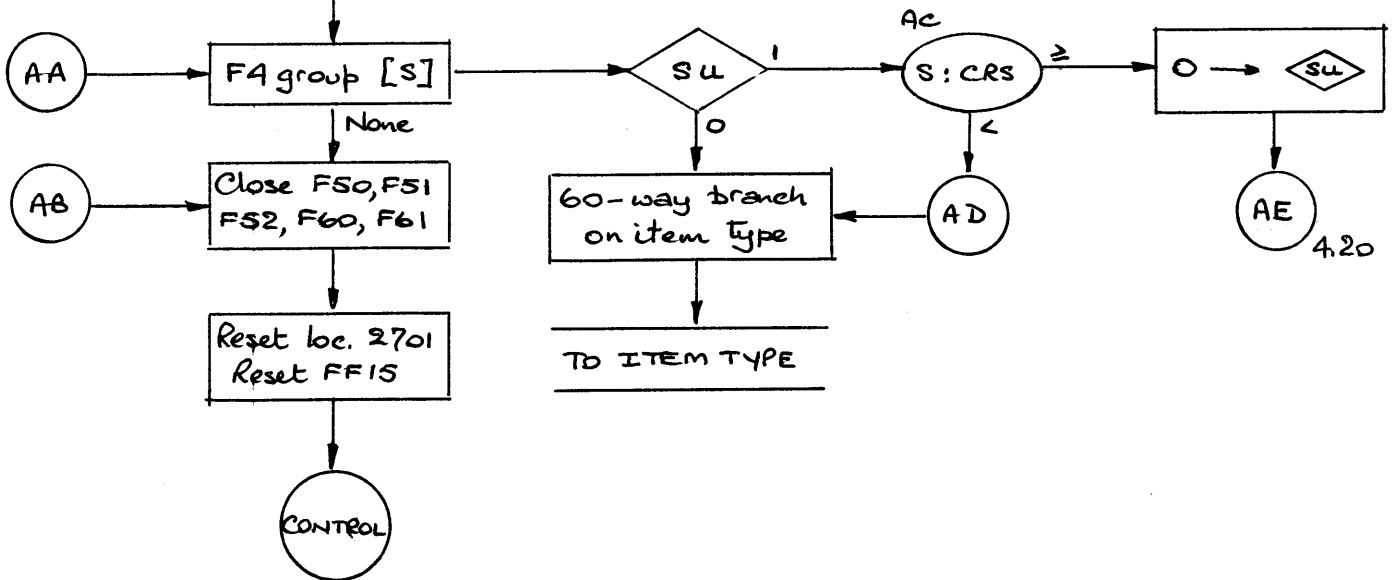 AC
AA
F4 group [S]
SU
1
S : CRS
≥
0 → SU
None
0
<
AB
Close F50, F51
F52, F60, F61
60-way branch
on item type
AD
AE
4.20
Reset loc. 2701
Reset FF15
TO ITEM TYPE
CONTROL